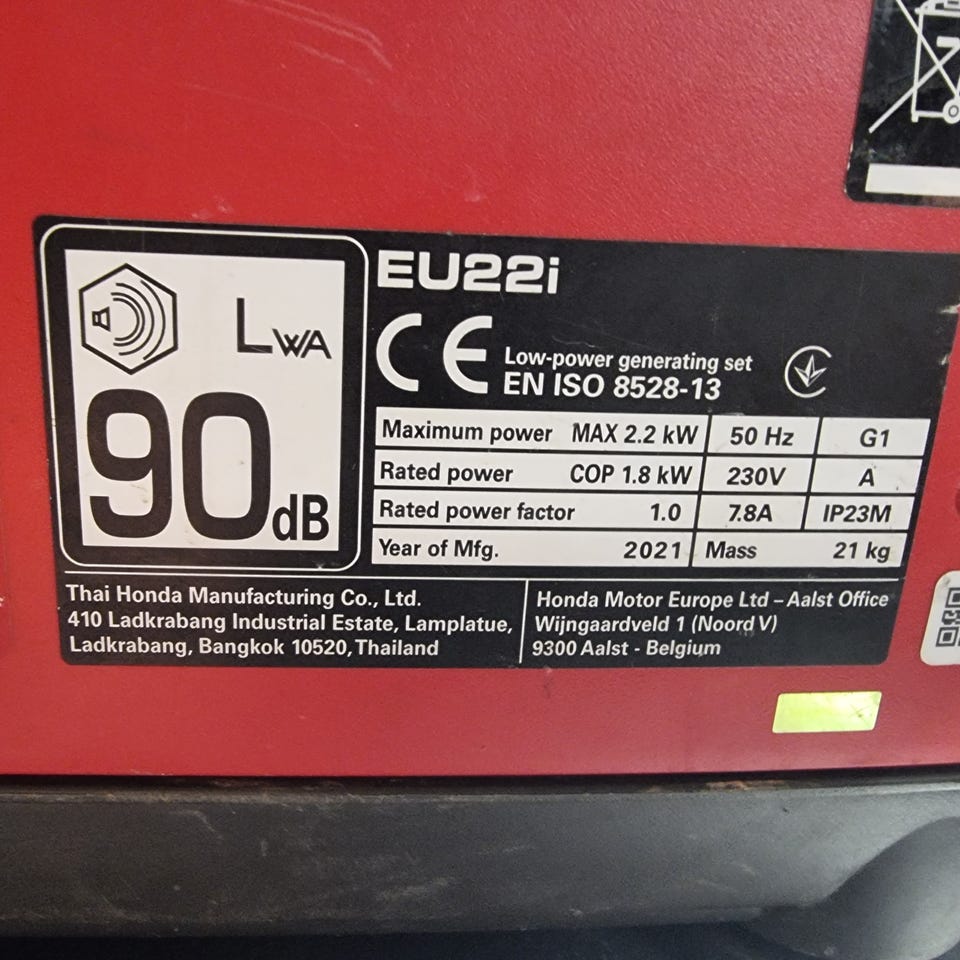 LWA
90dB
EU22i
CE
Low-power generating set
EN ISO 8528-13
Maximum power MAX 2.2 kW 50 Hz G1
Rated power COP 1.8 kW 230V A
Rated power factor 1.0 7.8A IP23M
Year of Mfg. 2021 Mass 21 kg
Thai Honda Manufacturing Co., Ltd.
410 Ladkrabang Industrial Estate, Lamplatue,
Ladkrabang, Bangkok 10520, Thailand
Honda Motor Europe Ltd – Aalst Office
Wijngaardveld 1 (Noord V)
9300 Aalst - Belgium